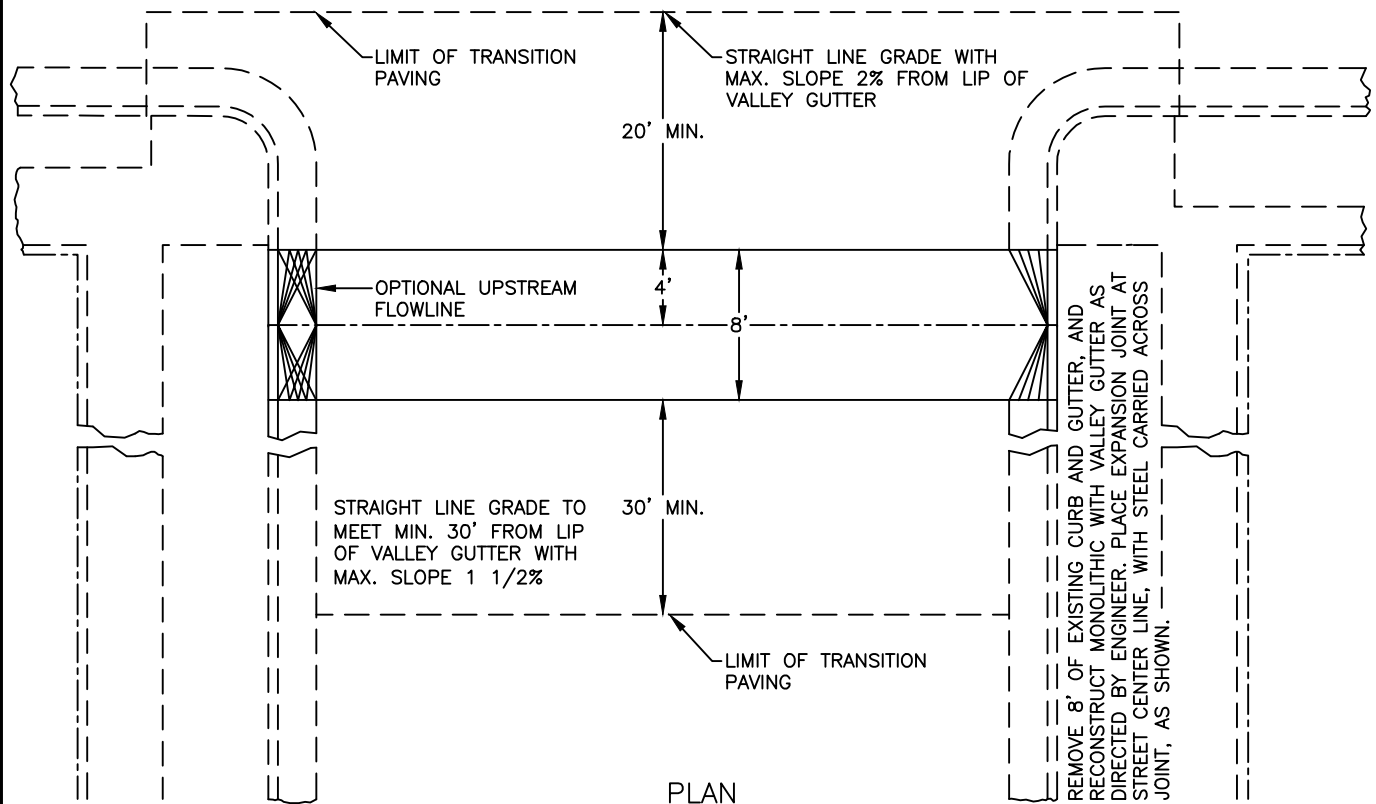 LIMIT OF TRANSITION
PAVING
STRAIGHT LINE GRADE WITH
MAX. SLOPE 2% FROM LIP OF
VALLEY GUTTER
20' MIN.
OPTIONAL UPSTREAM
FLOWLINE
4'
8'
STRAIGHT LINE GRADE TO
MEET MIN. 30' FROM LIP
OF VALLEY GUTTER WITH
MAX. SLOPE 1 1/2%
30' MIN.
LIMIT OF TRANSITION
PAVING
REMOVE 8' OF EXISTING CURB AND GUTTER, AND
RECONSTRUCT MONOLITHIC WITH VALLEY GUTTER AS
DIRECTED BY ENGINEER. PLACE EXPANSION JOINT AT
STREET CENTER LINE, WITH STEEL CARRIED ACROSS
JOINT, AS SHOWN.
PLAN